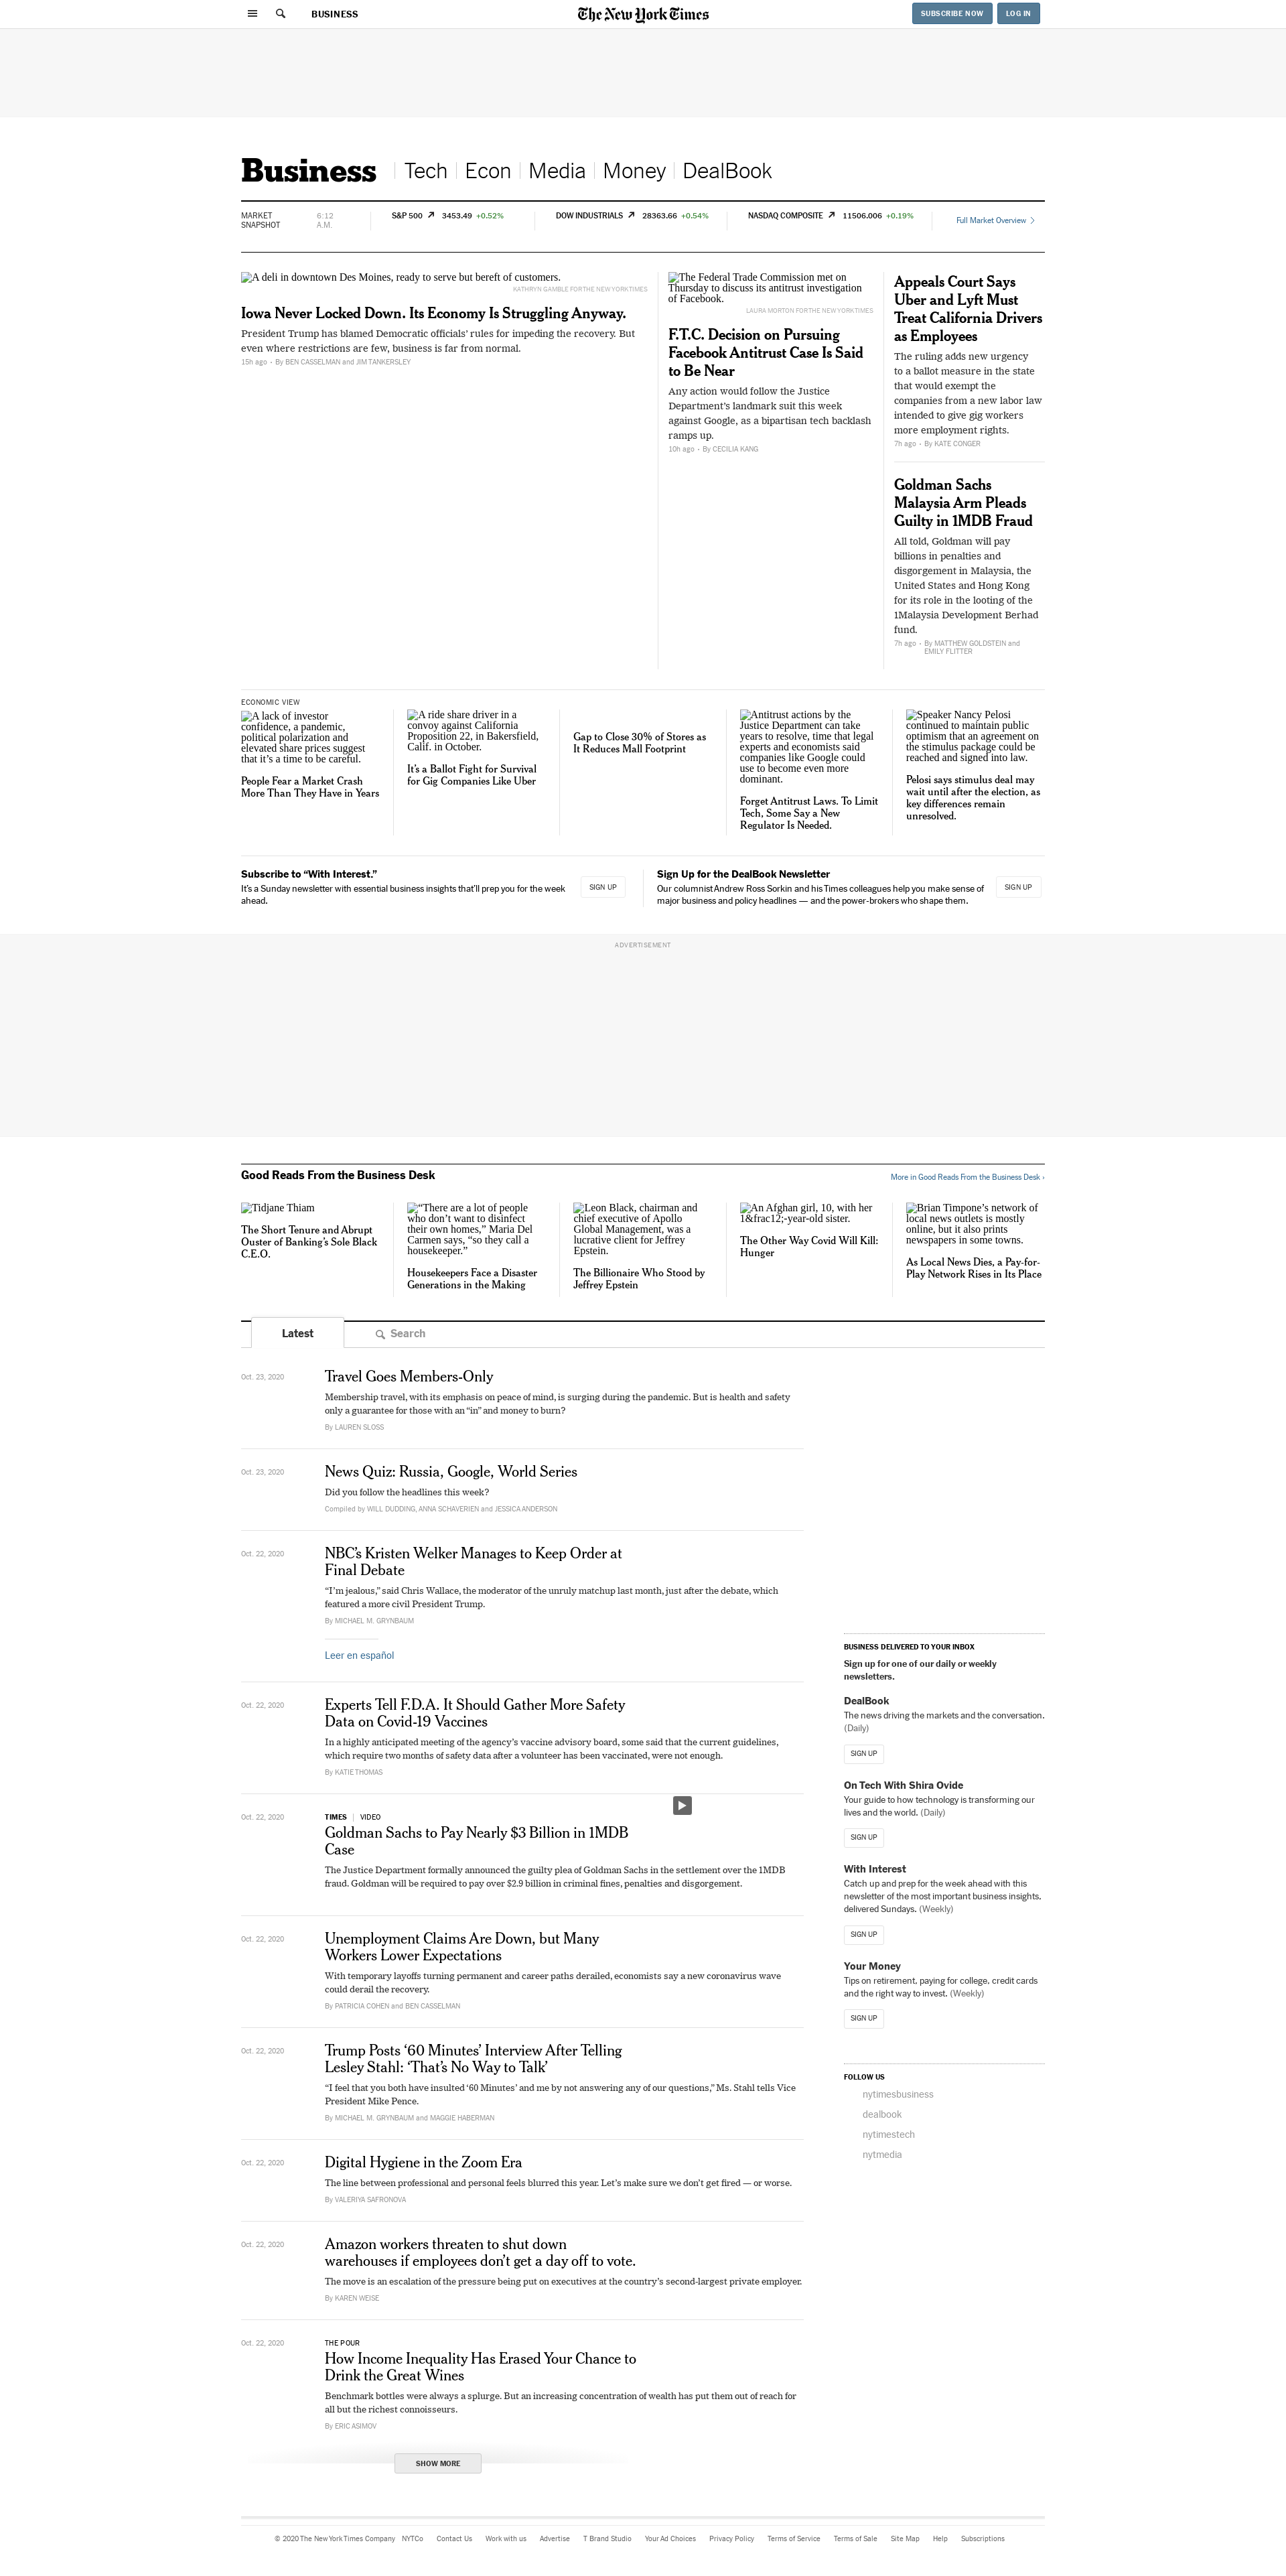 BUSINESS
The New York Times
SUBSCRIBE NOW
LOG IN
Business
Tech
Econ
Media
Money
DealBook
MARKET
SNAPSHOT
6:12
A.M.
S&P 500 3453.49 +0.52%
DOW INDUSTRIALS 28363.66 +0.54%
NASDAQ COMPOSITE 11506.006 +0.19%
Full Market Overview
A deli in downtown Des Moines, ready to serve but bereft of customers.
KATHRYN GAMBLE FOR THE NEW YORK TIMES
Iowa Never Locked Down. Its Economy Is Struggling Anyway.
President Trump has blamed Democratic officials’ rules for impeding the recovery. But
even where restrictions are few, business is far from normal.
15h ago • By BEN CASSELMAN and JIM TANKERSLEY
The Federal Trade Commission met on
Thursday to discuss its antitrust investigation
of Facebook.
LAURA MORTON FOR THE NEW YORK TIMES
F.T.C. Decision on Pursuing
Facebook Antitrust Case Is Said
to Be Near
Any action would follow the Justice
Department’s landmark suit this week
against Google, as a bipartisan tech backlash
ramps up.
10h ago • By CECILIA KANG
Appeals Court Says
Uber and Lyft Must
Treat California Drivers
as Employees
The ruling adds new urgency
to a ballot measure in the state
that would exempt the
companies from a new labor law
intended to give gig workers
more employment rights.
7h ago • By KATE CONGER
Goldman Sachs
Malaysia Arm Pleads
Guilty in 1MDB Fraud
All told, Goldman will pay
billions in penalties and
disgorgement in Malaysia, the
United States and Hong Kong
for its role in the looting of the
1Malaysia Development Berhad
fund.
7h ago • By MATTHEW GOLDSTEIN and
EMILY FLITTER
ECONOMIC VIEW
A lack of investor
confidence, a pandemic,
political polarization and
elevated share prices suggest
that it’s a time to be careful.
People Fear a Market Crash
More Than They Have in Years
A ride share driver in a
convoy against California
Proposition 22, in Bakersfield,
Calif. in October.
It’s a Ballot Fight for Survival
for Gig Companies Like Uber
Gap to Close 30% of Stores as
It Reduces Mall Footprint
Antitrust actions by the
Justice Department can take
years to resolve, time that legal
experts and economists said
companies like Google could
use to become even more
dominant.
Forget Antitrust Laws. To Limit
Tech, Some Say a New
Regulator Is Needed.
Speaker Nancy Pelosi
continued to maintain public
optimism that an agreement on
the stimulus package could be
reached and signed into law.
Pelosi says stimulus deal may
wait until after the election, as
key differences remain
unresolved.
Subscribe to “With Interest.”
It’s a Sunday newsletter with essential business insights that’ll prep you for the week
ahead.
SIGN UP
Sign Up for the DealBook Newsletter
Our columnist Andrew Ross Sorkin and his Times colleagues help you make sense of
major business and policy headlines — and the power-brokers who shape them.
SIGN UP
ADVERTISEMENT
Good Reads From the Business Desk
More in Good Reads From the Business Desk ›
Tidjane Thiam
The Short Tenure and Abrupt
Ouster of Banking’s Sole Black
C.E.O.
“There are a lot of people
who don’t want to disinfect
their own homes,” Maria Del
Carmen says, “so they call a
housekeeper.”
Housekeepers Face a Disaster
Generations in the Making
Leon Black, chairman and
chief executive of Apollo
Global Management, was a
lucrative client for Jeffrey
Epstein.
The Billionaire Who Stood by
Jeffrey Epstein
An Afghan girl, 10, with her
1&frac12;-year-old sister.
The Other Way Covid Will Kill:
Hunger
Brian Timpone’s network of
local news outlets is mostly
online, but it also prints
newspapers in some towns.
As Local News Dies, a Pay-for-
Play Network Rises in Its Place
Latest
Search
Oct. 23, 2020
Travel Goes Members-Only
Membership travel, with its emphasis on peace of mind, is surging during the pandemic. But is health and safety
only a guarantee for those with an “in” and money to burn?
By LAUREN SLOSS
Oct. 23, 2020
News Quiz: Russia, Google, World Series
Did you follow the headlines this week?
Compiled by WILL DUDDING, ANNA SCHAVERIEN and JESSICA ANDERSON
Oct. 22, 2020
NBC’s Kristen Welker Manages to Keep Order at
Final Debate
“I’m jealous,” said Chris Wallace, the moderator of the unruly matchup last month, just after the debate, which
featured a more civil President Trump.
By MICHAEL M. GRYNBAUM
Leer en español
Oct. 22, 2020
Experts Tell F.D.A. It Should Gather More Safety
Data on Covid-19 Vaccines
In a highly anticipated meeting of the agency’s vaccine advisory board, some said that the current guidelines,
which require two months of safety data after a volunteer has been vaccinated, were not enough.
By KATIE THOMAS
Oct. 22, 2020
TIMES | VIDEO
Goldman Sachs to Pay Nearly $3 Billion in 1MDB
Case
The Justice Department formally announced the guilty plea of Goldman Sachs in the settlement over the 1MDB
fraud. Goldman will be required to pay over $2.9 billion in criminal fines, penalties and disgorgement.
Oct. 22, 2020
Unemployment Claims Are Down, but Many
Workers Lower Expectations
With temporary layoffs turning permanent and career paths derailed, economists say a new coronavirus wave
could derail the recovery.
By PATRICIA COHEN and BEN CASSELMAN
Oct. 22, 2020
Trump Posts ‘60 Minutes’ Interview After Telling
Lesley Stahl: ‘That’s No Way to Talk’
“I feel that you both have insulted ‘60 Minutes’ and me by not answering any of our questions,” Ms. Stahl tells Vice
President Mike Pence.
By MICHAEL M. GRYNBAUM and MAGGIE HABERMAN
Oct. 22, 2020
Digital Hygiene in the Zoom Era
The line between professional and personal feels blurred this year. Let’s make sure we don’t get fired — or worse.
By VALERIYA SAFRONOVA
Oct. 22, 2020
Amazon workers threaten to shut down
warehouses if employees don’t get a day off to vote.
The move is an escalation of the pressure being put on executives at the country’s second-largest private employer.
By KAREN WEISE
Oct. 22, 2020
THE POUR
How Income Inequality Has Erased Your Chance to
Drink the Great Wines
Benchmark bottles were always a splurge. But an increasing concentration of wealth has put them out of reach for
all but the richest connoisseurs.
By ERIC ASIMOV
SHOW MORE
BUSINESS DELIVERED TO YOUR INBOX
Sign up for one of our daily or weekly
newsletters.
DealBook
The news driving the markets and the conversation.
(Daily)
SIGN UP
On Tech With Shira Ovide
Your guide to how technology is transforming our
lives and the world. (Daily)
SIGN UP
With Interest
Catch up and prep for the week ahead with this
newsletter of the most important business insights,
delivered Sundays. (Weekly)
SIGN UP
Your Money
Tips on retirement, paying for college, credit cards
and the right way to invest. (Weekly)
SIGN UP
FOLLOW US
nytimesbusiness
dealbook
nytimestech
nytmedia
© 2020 The New York Times Company NYTCo Contact Us Work with us Advertise T Brand Studio Your Ad Choices Privacy Policy Terms of Service Terms of Sale Site Map Help Subscriptions